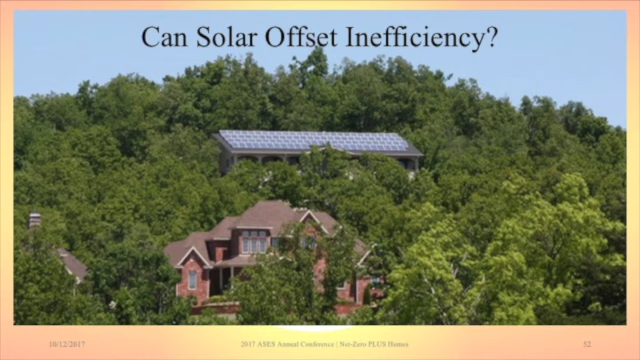 Can Solar Offset Inefficiency?
10/12/2017
2017 ASES Annual Conference | Net-Zero PLUS Homes
52